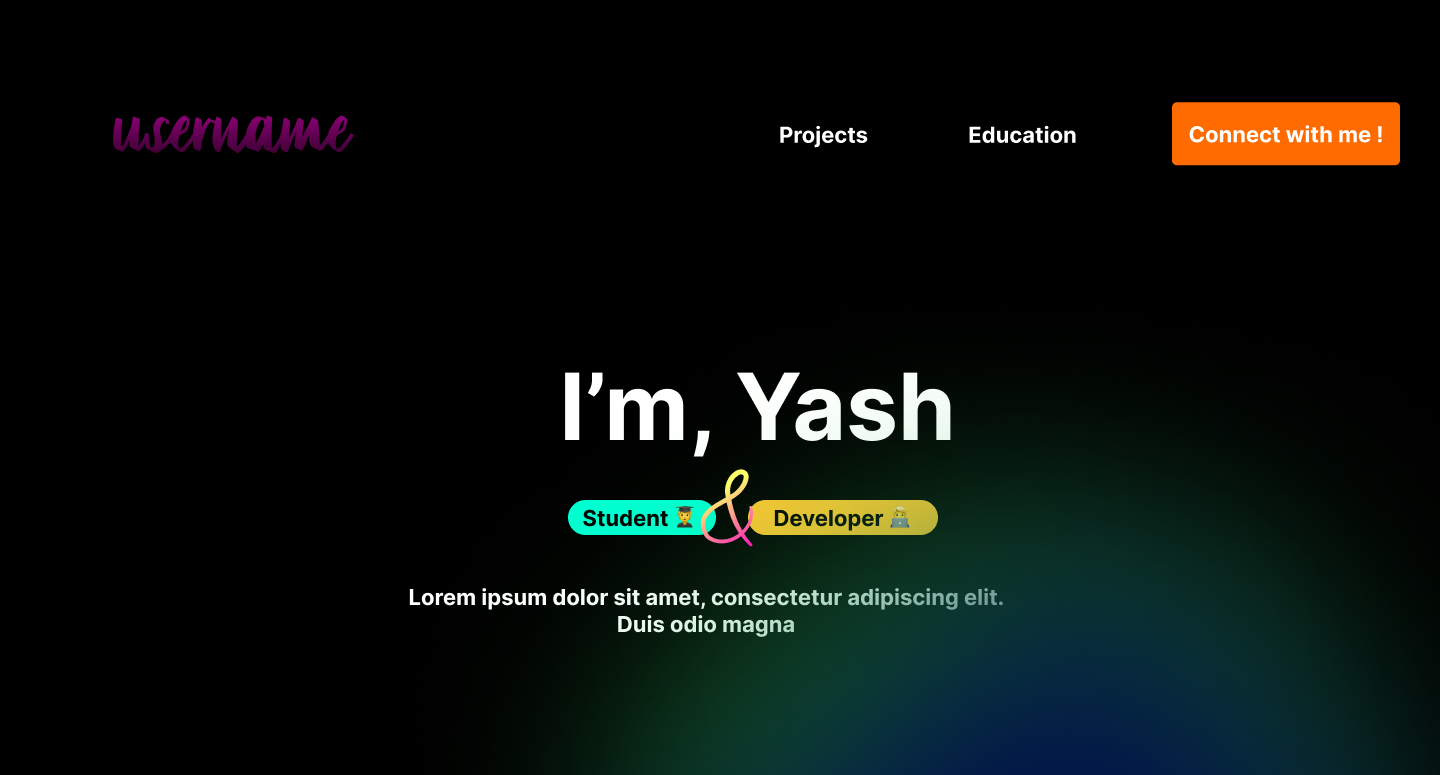 username
Projects
Education
Connect with me !
I’m, Yash
Student 👨‍🎓 & Developer 👨‍💻
Lorem ipsum dolor sit amet, consectetur adipiscing elit.
Duis odio magna